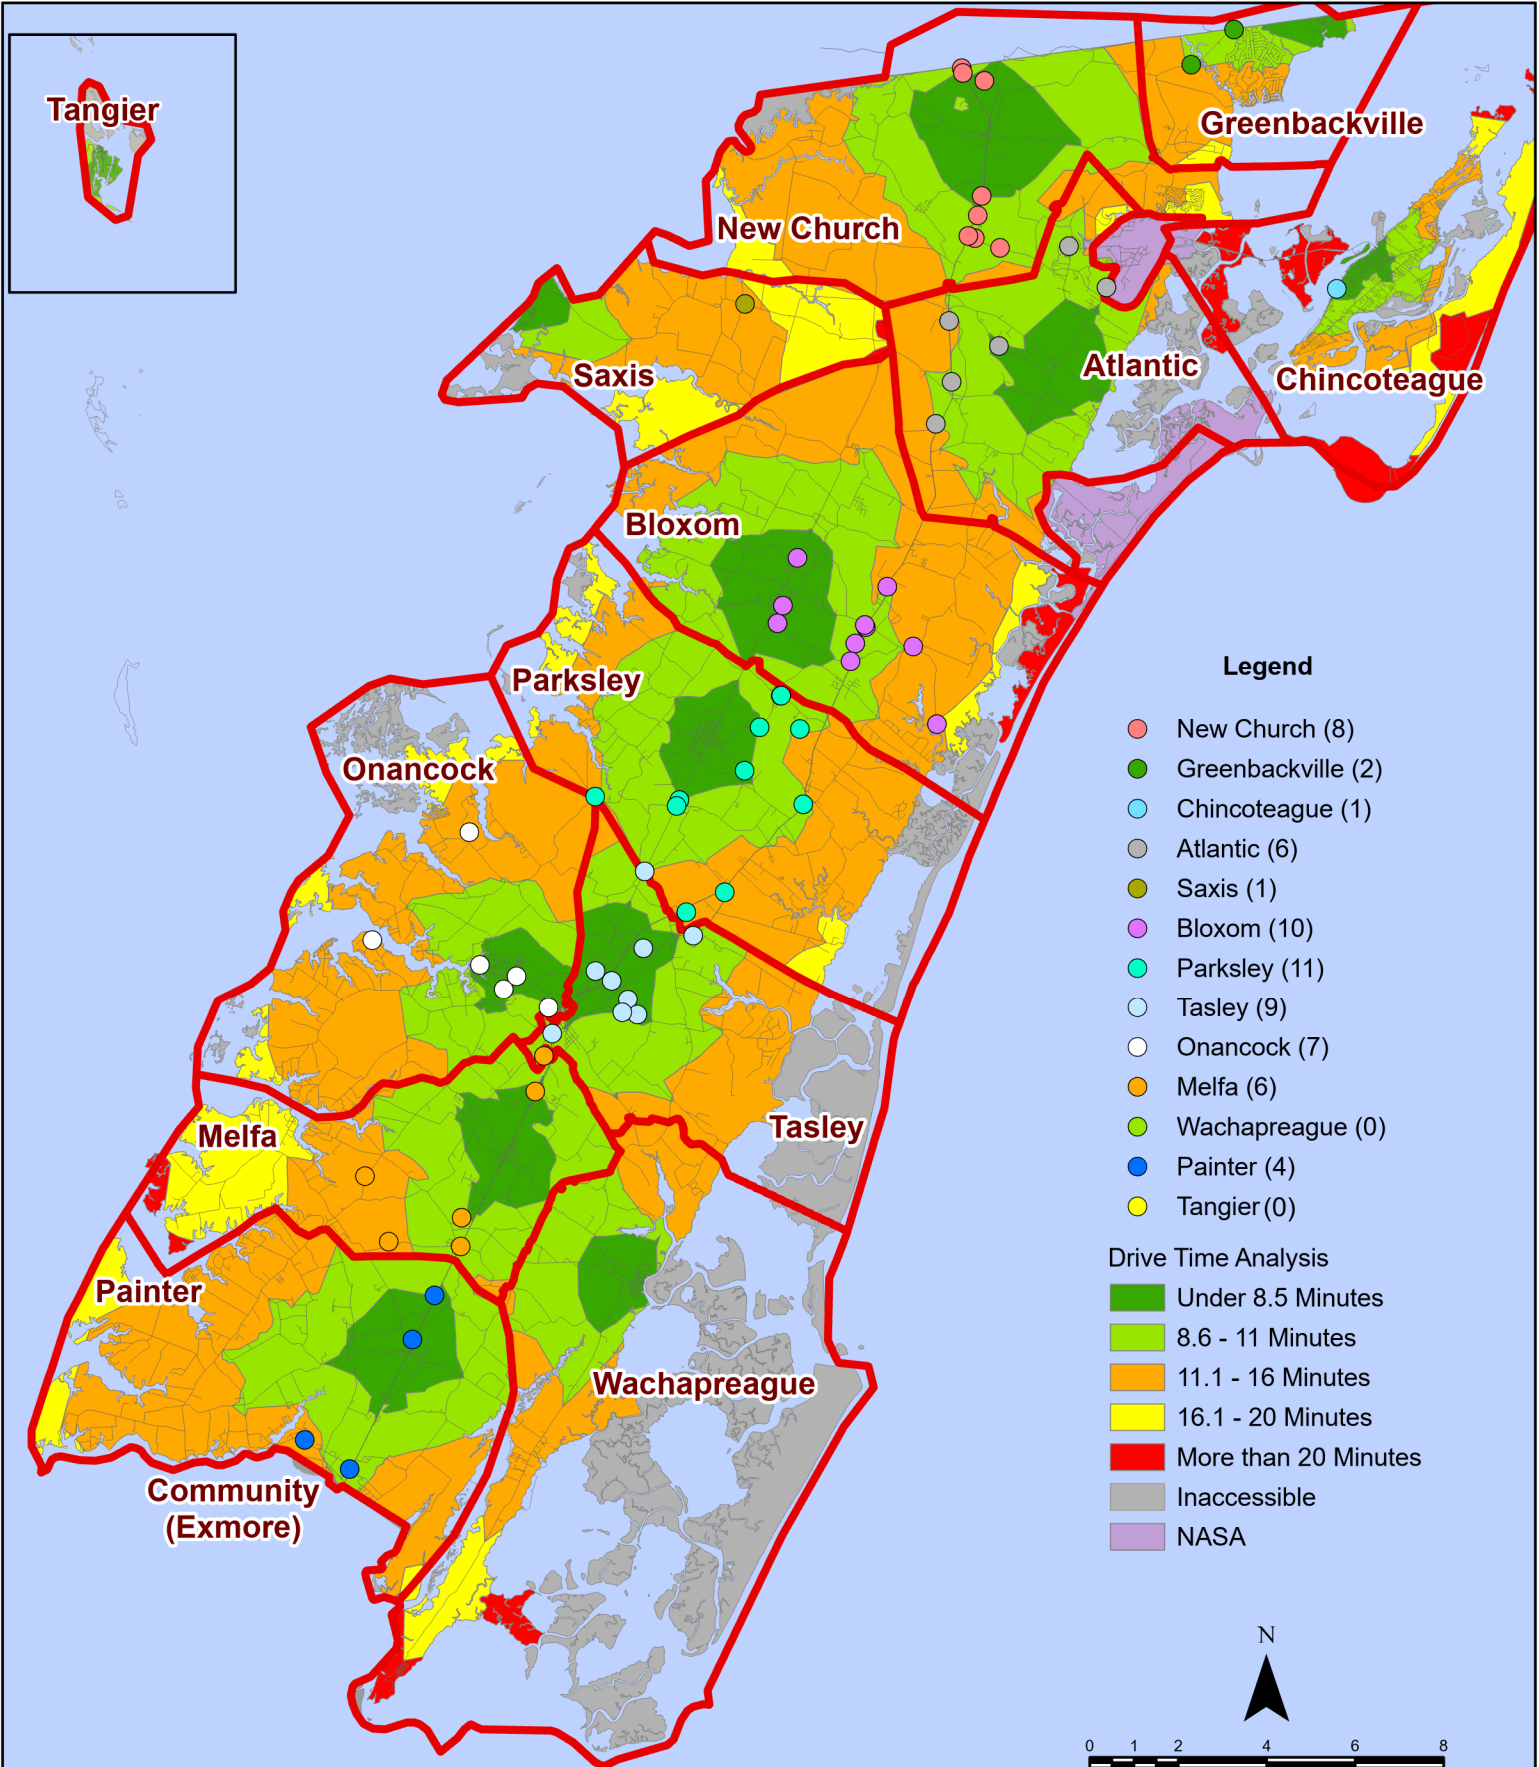 Tangier
Greenbackville
New Church
Saxis
Atlantic
Chincoteague
Bloxom
Parksley
Onancock
Tasley
Melfa
Painter
Wachapreague
Community
(Exmore)
Legend
New Church (8)
Greenbackville (2)
Chincoteague (1)
Atlantic (6)
Saxis (1)
Bloxom (10)
Parksley (11)
Tasley (9)
Onancock (7)
Melfa (6)
Wachapreague (0)
Painter (4)
Tangier (0)
Drive Time Analysis
Under 8.5 Minutes
8.6 - 11 Minutes
11.1 - 16 Minutes
16.1 - 20 Minutes
More than 20 Minutes
Inaccessible
NASA
N
0 1 2 4 6 8